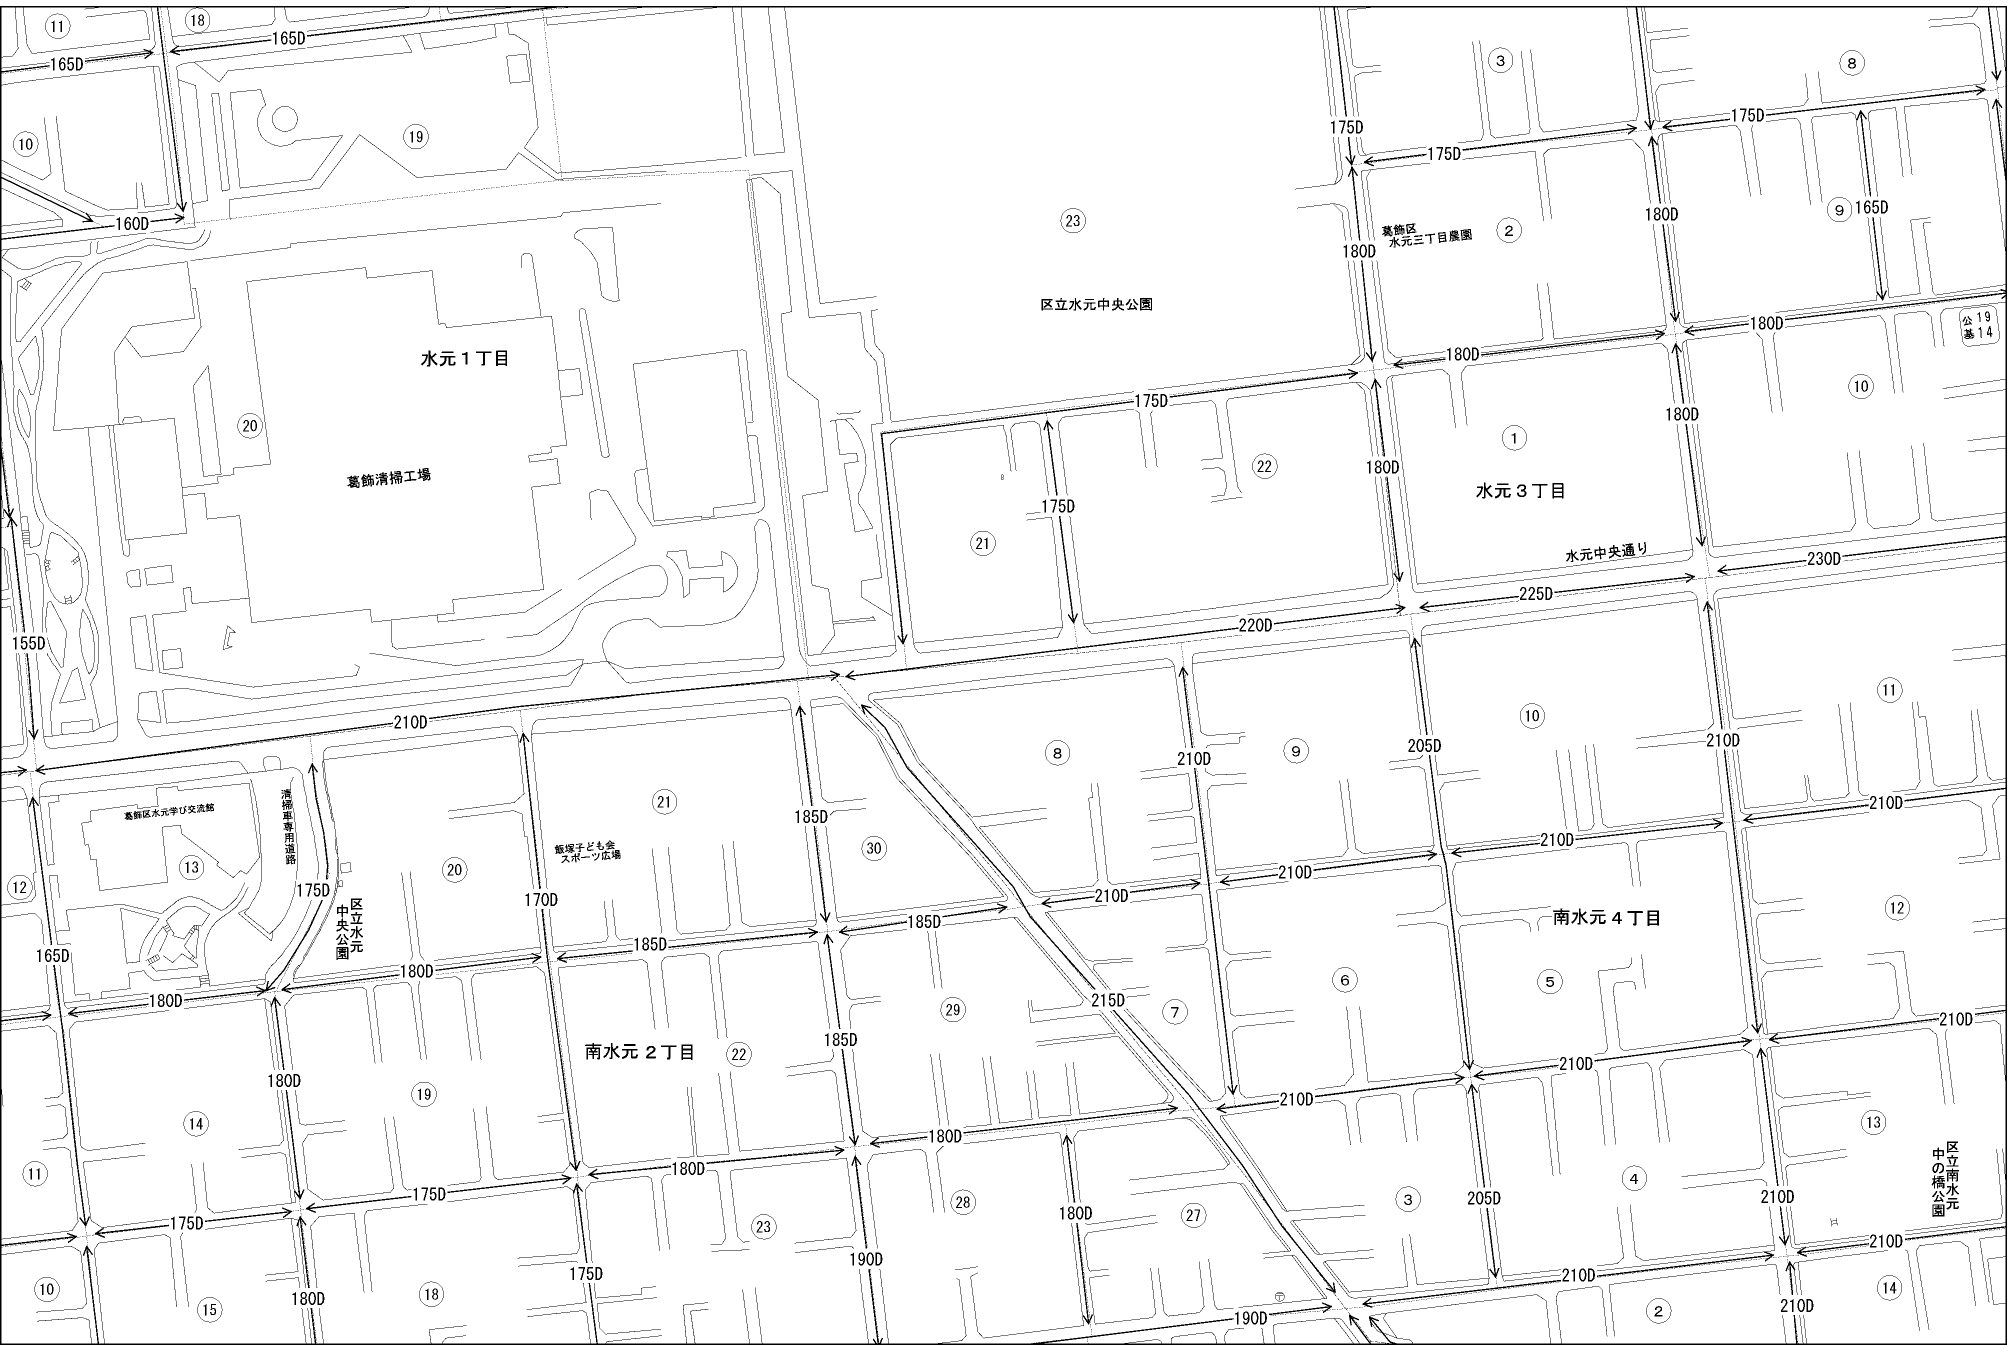 11
18
165D
165D
3
8
19
10
175D
175D
175D
160D
23
葛飾区
水元三丁目農園
2
180D
9
165D
180D
区立水元中央公園
水元1丁目
180D
180D
公19
基14
175D
10
20
180D
1
22
180D
葛飾清掃工場
175D
水元3丁目
21
水元中央通り
230D
225D
220D
155D
210D
11
10
8
9
205D
210D
210D
清掃車専用道路
葛飾区水元学び交流館
21
185D
210D
飯塚子ども会
スポーツ広場
30
210D
13
20
12
175D
170D
210D
210D
区立水元
中央公園
185D
185D
南水元4丁目
12
165D
180D
180D
6
5
215D
29
7
210D
南水元2丁目
22
185D
180D
19
210D
210D
14
180D
13
区立南水元
中の橋公園
11
175D
175D
180D
28
180D
27
3
205D
4
210D
23
190D
210D
10
15
180D
18
175D
210D
〒
190D
2
210D
14